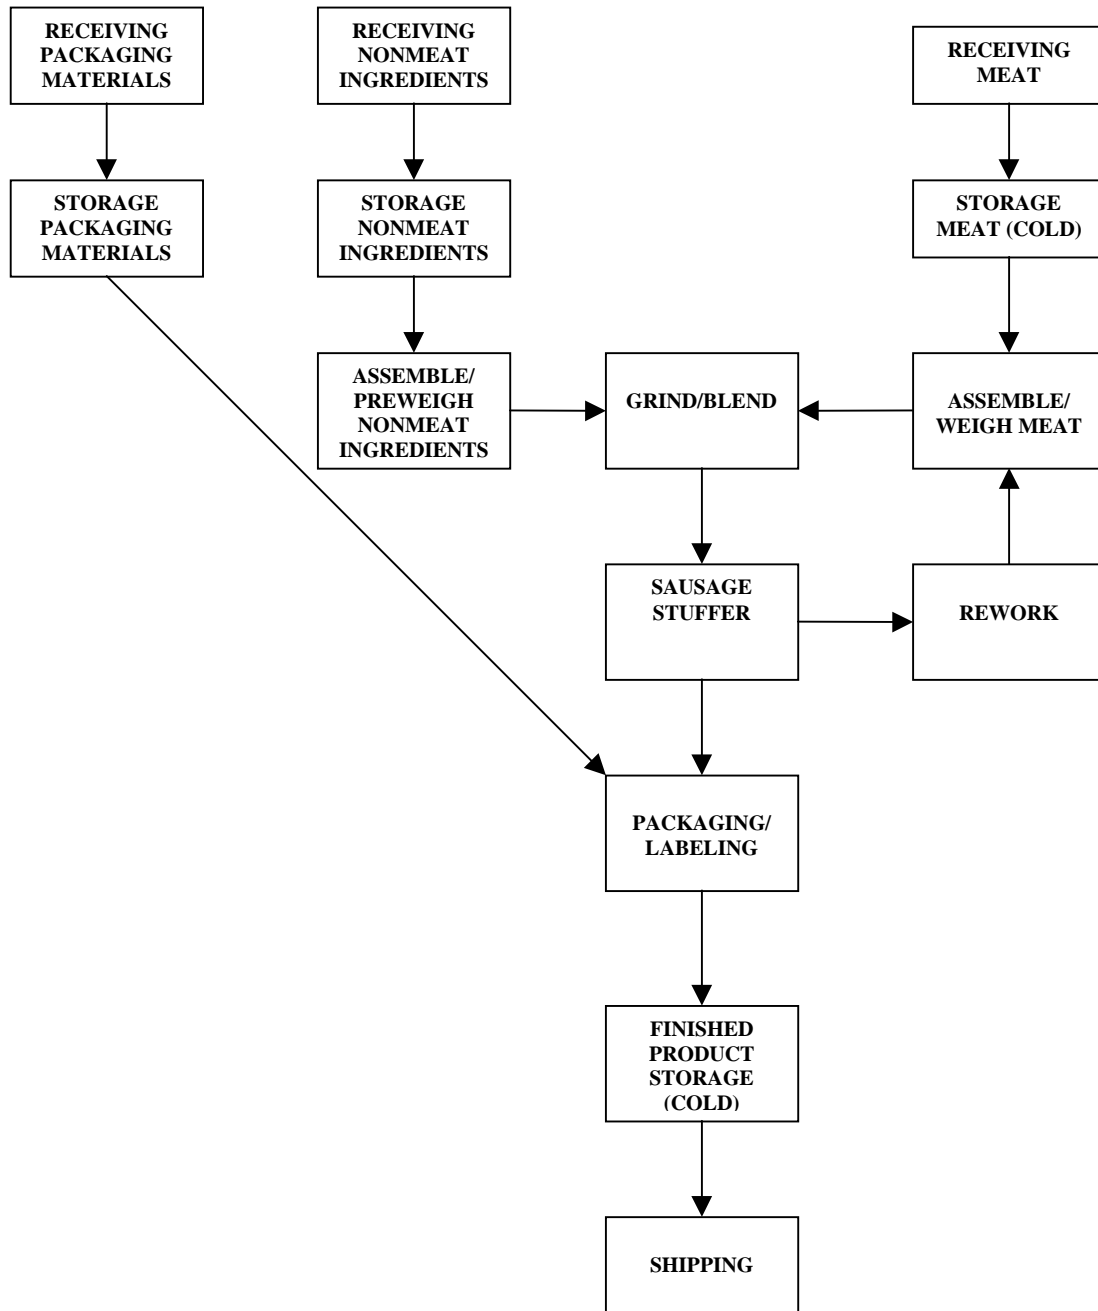 RECEIVING
PACKAGING
MATERIALS
RECEIVING
NONMEAT
INGREDIENTS
RECEIVING
MEAT
STORAGE
PACKAGING
MATERIALS
STORAGE
NONMEAT
INGREDIENTS
STORAGE
MEAT (COLD)
ASSEMBLE/
PREWEIGH
NONMEAT
INGREDIENTS
GRIND/BLEND
ASSEMBLE/
WEIGH MEAT
SAUSAGE
STUFFER
REWORK
PACKAGING/
LABELING
FINISHED
PRODUCT
STORAGE
(COLD)
SHIPPING